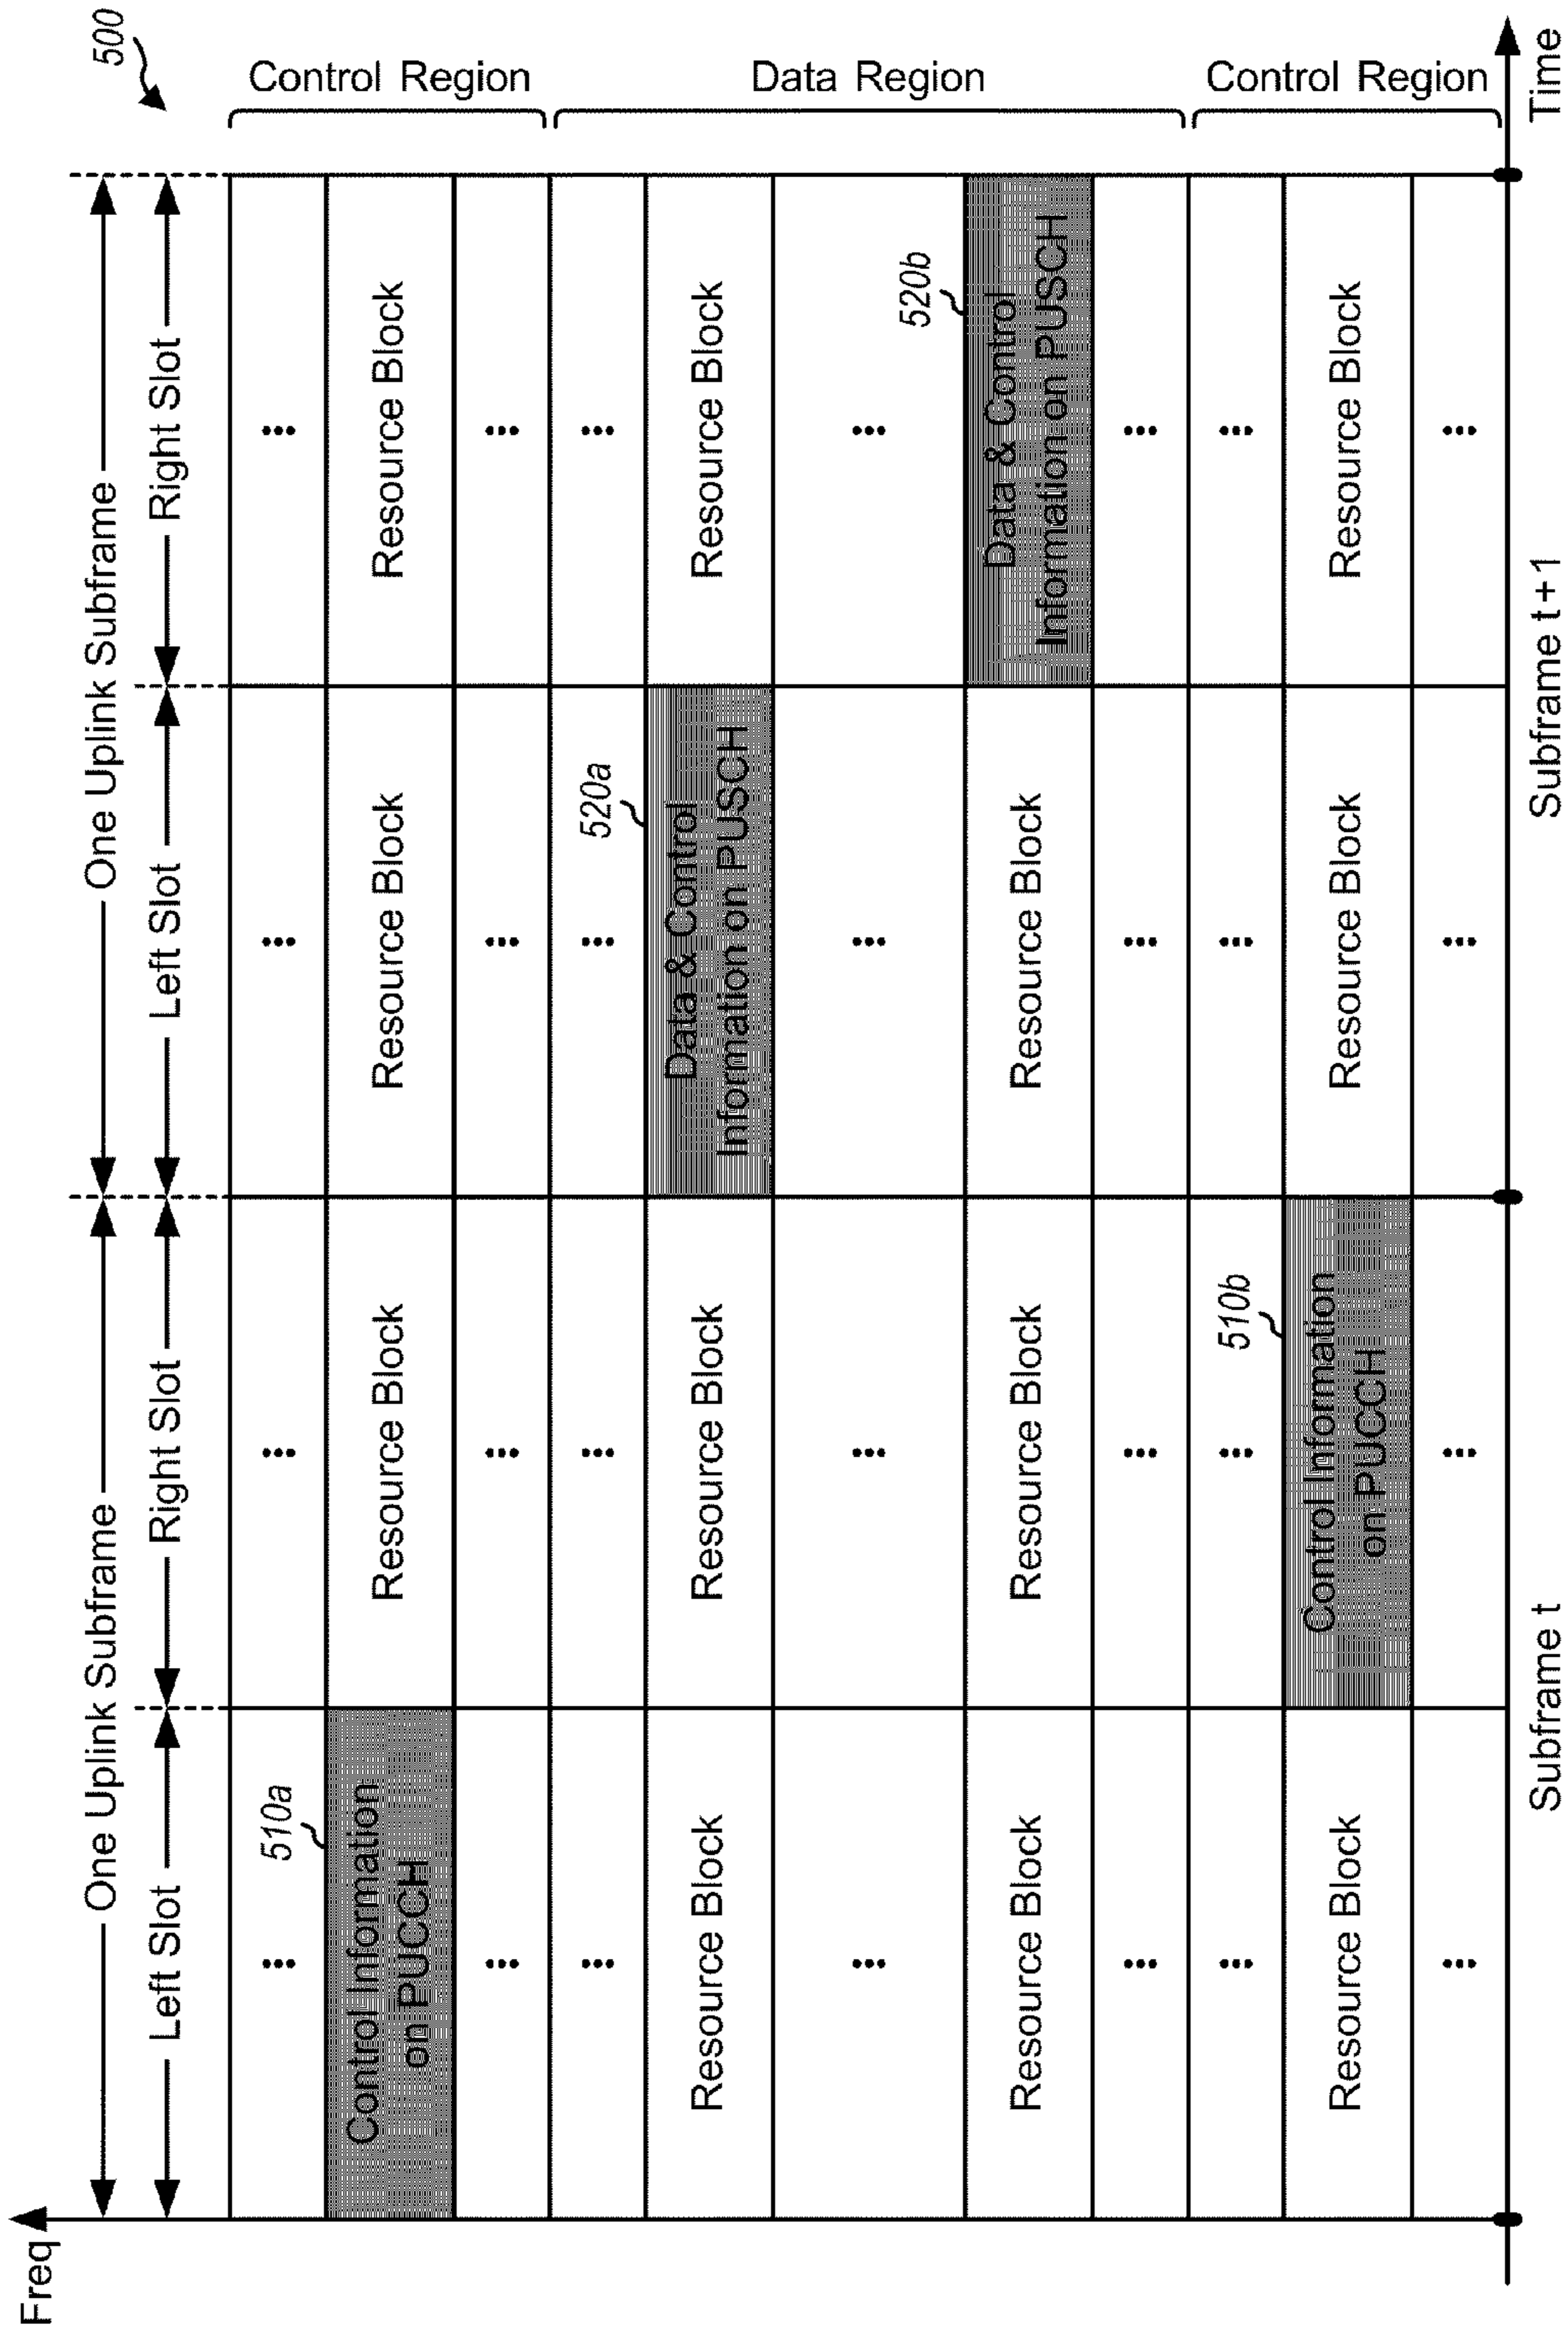 500
One Uplink Subframe
One Uplink Subframe
Left Slot
Right Slot
Left Slot
Right Slot
Freq
510a
...
...
...
...
Control Region
Control Information
on PUCCH
Resource Block
Resource Block
Resource Block
...
...
...
...
520a
...
...
...
...
Data Region
Resource Block
Resource Block
Data & Control
Information on PUSCH
Resource Block
520b
...
...
...
...
Resource Block
Resource Block
Resource Block
Data & Control
Information on PUSCH
...
...
...
...
510b
...
...
...
...
Control Region
Resource Block
Control Information
on PUCCH
Resource Block
Resource Block
...
...
...
...
Time
Subframe t
Subframe t + 1